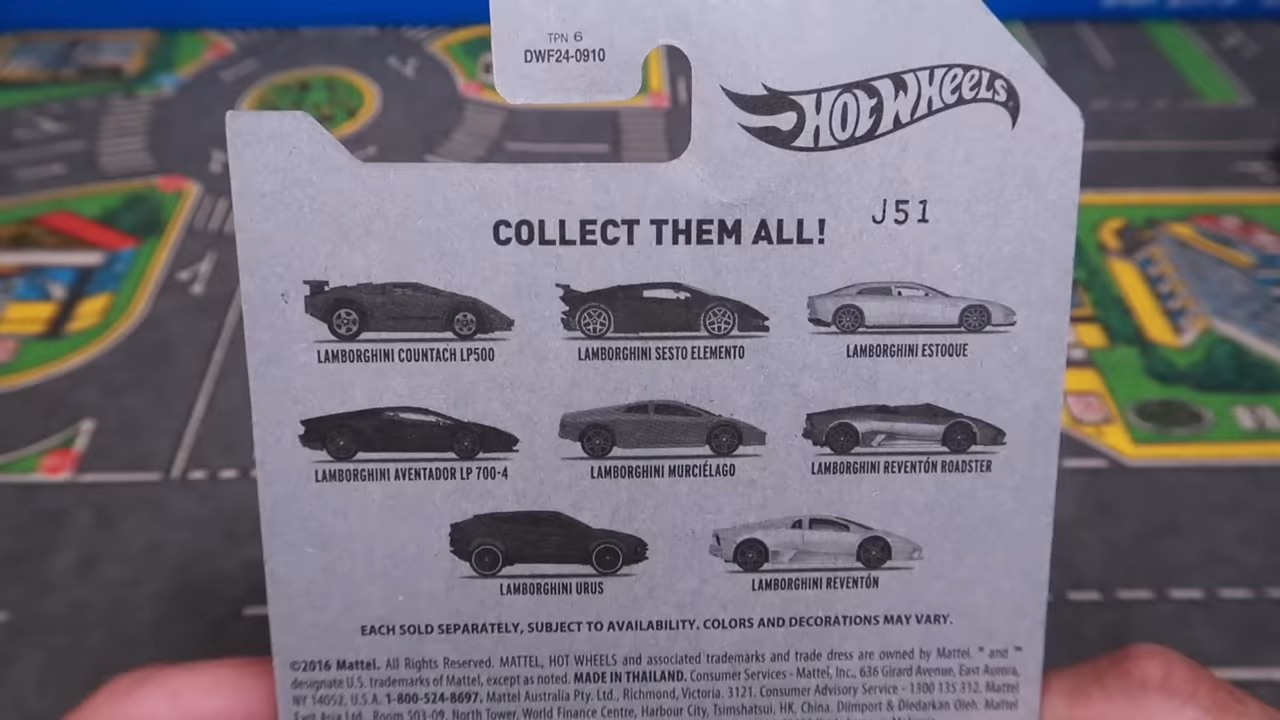 TPN 6
DWF24-0910
HOT WHEELS
J51
COLLECT THEM ALL!
LAMBORGHINI COUNTACH LP500
LAMBORGHINI SESTO ELEMENTO
LAMBORGHINI ESTOQUE
LAMBORGHINI AVENTADOR LP 700-4
LAMBORGHINI MURCIÉLAGO
LAMBORGHINI REVENTÓN ROADSTER
LAMBORGHINI URUS
LAMBORGHINI REVENTÓN
EACH SOLD SEPARATELY, SUBJECT TO AVAILABILITY. COLORS AND DECORATIONS MAY VARY.
©2016 Mattel. All Rights Reserved. MATTEL, HOT WHEELS and associated trademarks and trade dress are owned by Mattel. ™ and ™
designate U.S. trademarks of Mattel, except as noted. MADE IN THAILAND. Consumer Services - Mattel, Inc., 636 Girard Avenue, East Aurora,
NY 14052, U.S.A. 1-800-524-8697. Mattel Australia Pty. Ltd., Richmond, Victoria. 3121. Consumer Advisory Service - 1300 135 312. Mattel
East Asia Ltd., Room 503-09, North Tower, World Finance Centre, Harbour City, Tsimshatsui, HK, China. Diimport & Diedarkan Oleh: Mattel